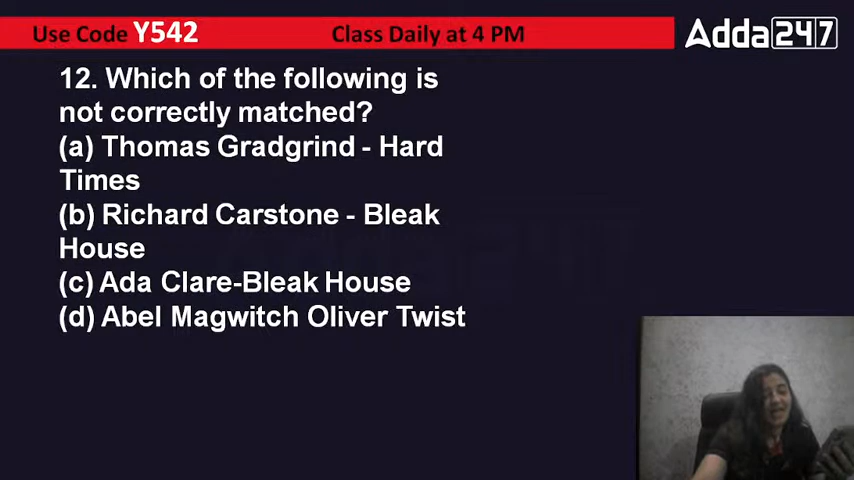 Use Code Y542
Class Daily at 4 PM
Adda247
12. Which of the following is
not correctly matched?
(a) Thomas Gradgrind - Hard
Times
(b) Richard Carstone - Bleak
House
(c) Ada Clare-Bleak House
(d) Abel Magwitch Oliver Twist